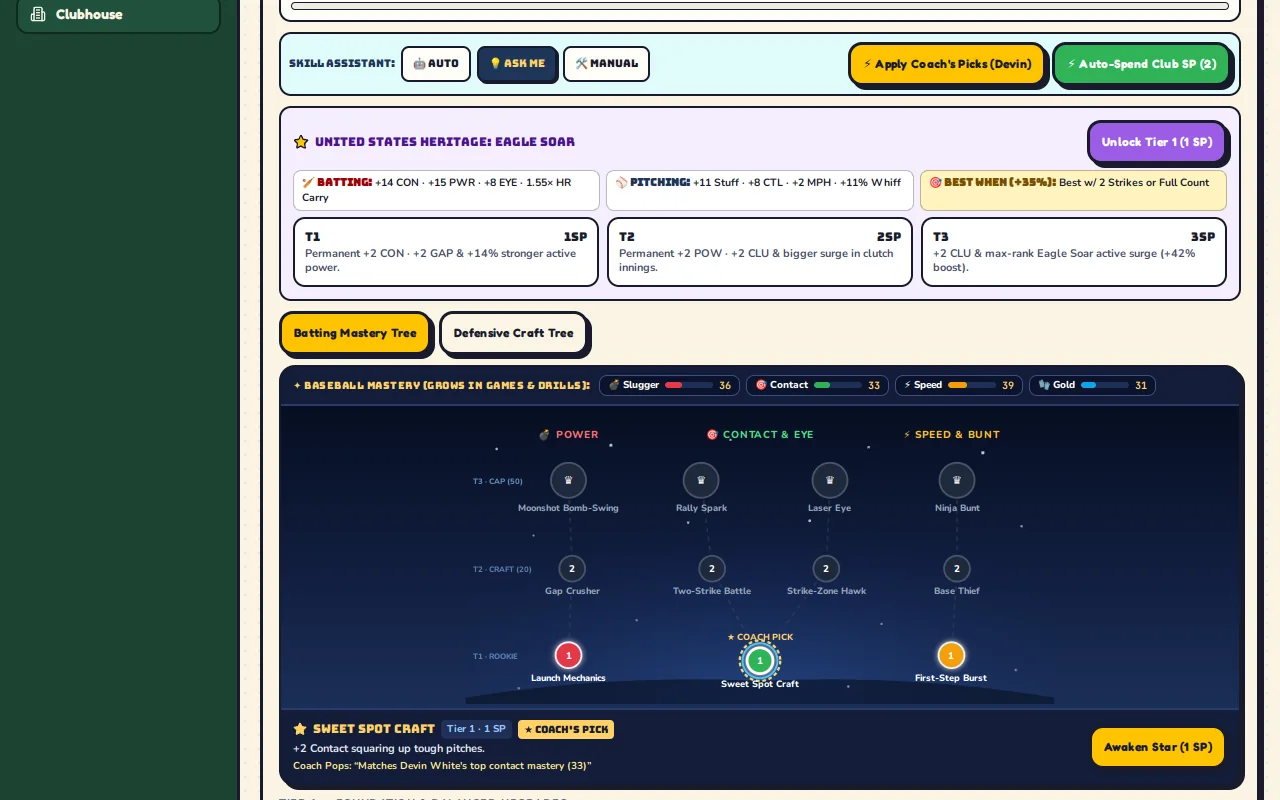 Clubhouse
SKILL ASSISTANT: AUTO ASK ME MANUAL Apply Coach's Picks (Devin) Auto-Spend Club SP (2)
UNITED STATES HERITAGE: EAGLE SOAR
Unlock Tier 1 (1 SP)
BATTING: +14 CON · +15 PWR · +8 EYE · 1.55× HR
Carry
PITCHING: +11 Stuff · +8 CTL · +2 MPH · +11% Whiff
BEST WHEN (+35%): Best w/ 2 Strikes or Full Count
T1 1SP
Permanent +2 CON · +2 GAP & +14% stronger active
power.
T2 2SP
Permanent +2 POW · +2 CLU & bigger surge in clutch
innings.
T3 3SP
+2 CLU & max-rank Eagle Soar active surge (+42%
boost).
Batting Mastery Tree Defensive Craft Tree
BASEBALL MASTERY (GROWS IN GAMES & DRILLS): Slugger 36 Contact 33 Speed 39 Gold 31
POWER CONTACT & EYE SPEED & BUNT
T3 · CAP (50)
Moonshot Bomb-Swing Rally Spark Laser Eye Ninja Bunt
T2 · CRAFT (20) 2 2 2 2
Gap Crusher Two-Strike Battle Strike-Zone Hawk Base Thief
★ COACH PICK
T1 · ROOKIE 1 1 1
Launch Mechanics Sweet Spot Craft First-Step Burst
SWEET SPOT CRAFT Tier 1 · 1 SP ★ COACH'S PICK
+2 Contact squaring up tough pitches.
Coach Pops: “Matches Devin White's top contact mastery (33)”
Awaken Star (1 SP)